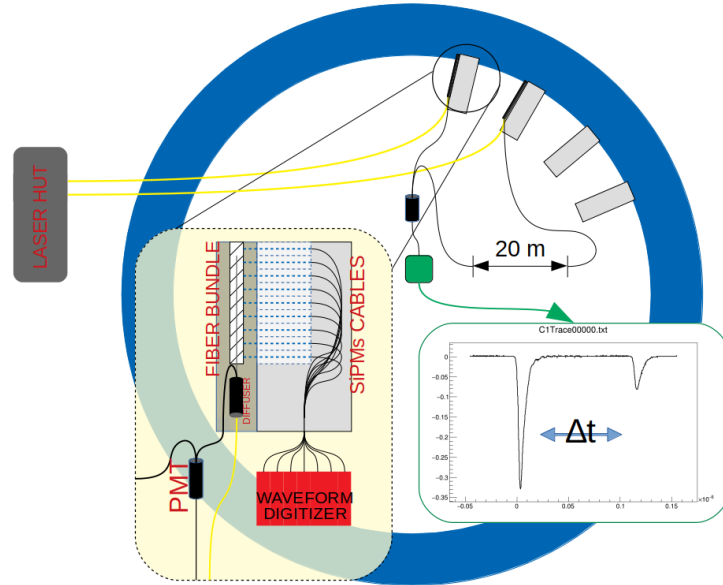 LASER HUT
20 m
FIBER BUNDLE
SiPMs CABLES
DIFFUSER
PMT
WAVEFORM
DIGITIZER
C1Trace00000.txt
0
−0.05
−0.1
−0.15
−0.2
−0.25
−0.3
−0.35
Δt
−0.05
0
0.05
0.1
0.15